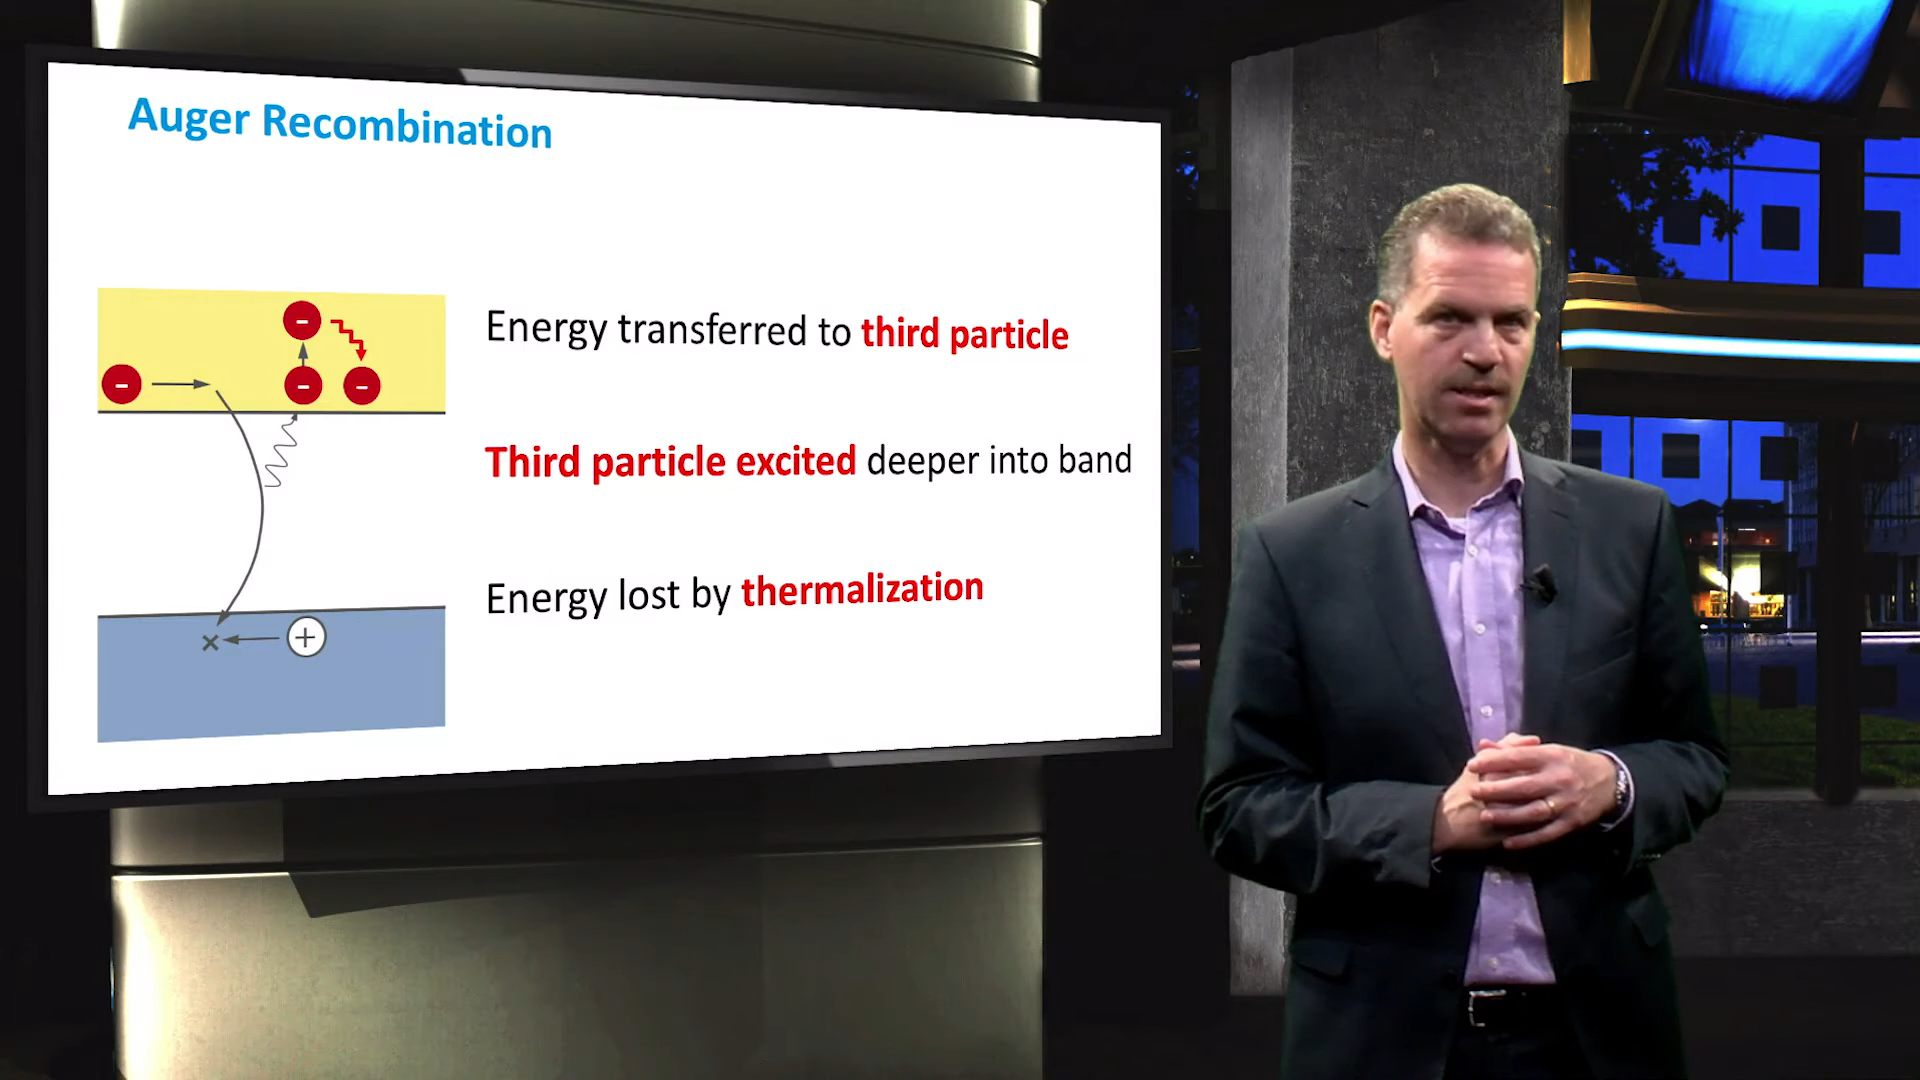 Auger Recombination
Energy transferred to third particle
Third particle excited deeper into band
Energy lost by thermalization